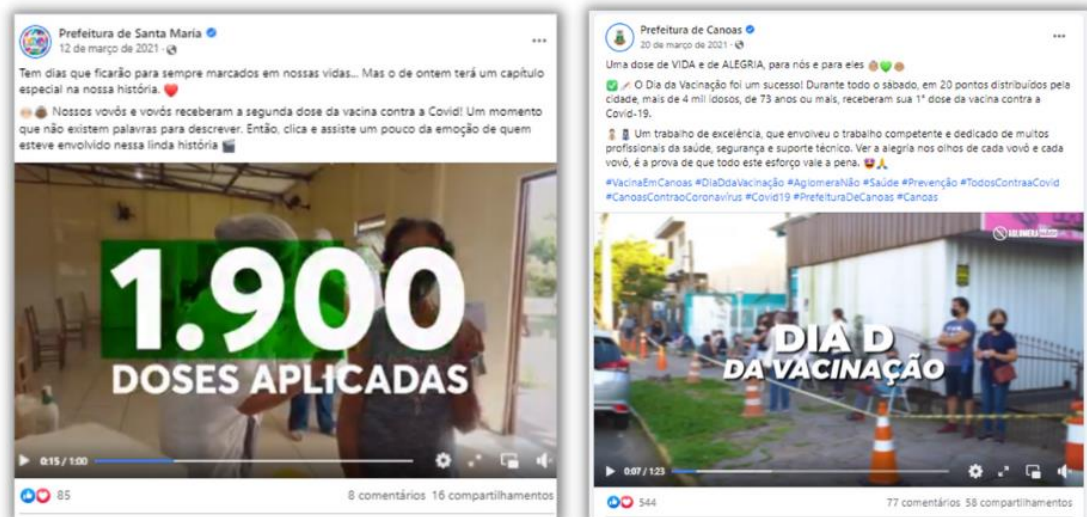 Prefeitura de Santa Maria
12 de março de 2021
Tem dias que ficarão para sempre marcados em nossas vidas... Mas o de ontem terá um capítulo
especial na nossa história. ❤️
Nossos vovôs e vovós receberam a segunda dose da vacina contra a Covid! Um momento
que não existem palavras para descrever. Então, clica e assiste um pouco da emoção de quem
esteve envolvido nessa linda história 🎬
1.900
DOSES APLICADAS
0:15 / 1:00
85
8 comentários 16 compartilhamentos
Prefeitura de Canoas
20 de março de 2021
Uma dose de VIDA e de ALEGRIA, para nós e para eles
O Dia da Vacinação foi um sucesso! Durante todo o sábado, em 20 pontos distribuídos pela
cidade, mais de 4 mil idosos, de 73 anos ou mais, receberam sua 1ª dose da vacina contra a
Covid-19.
Um trabalho de excelência, que envolveu o trabalho competente e dedicado de muitos
profissionais da saúde, segurança e suporte técnico. Ver a alegria nos olhos de cada vovô e cada
vovó, é a prova de que todo este esforço vale a pena.
#VacinaEmCanoas #DiaDdaVacinação #AglomeraNão #Saúde #Prevenção #TodosContraaCovid
#CanoasContraoCoronavírus #Covid19 #PrefeituraDeCanoas #Canoas
DIA D
DA VACINAÇÃO
0:07 / 1:23
544
77 comentários 58 compartilhamentos